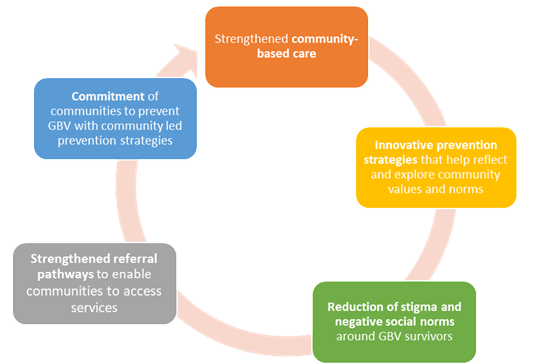 Strengthened community-
based care
Innovative prevention
strategies that help reflect
and explore community
values and norms
Reduction of stigma and
negative social norms
around GBV survivors
Strengthened referral
pathways to enable
communities to access
services
Commitment of
communities to prevent
GBV with community led
prevention strategies